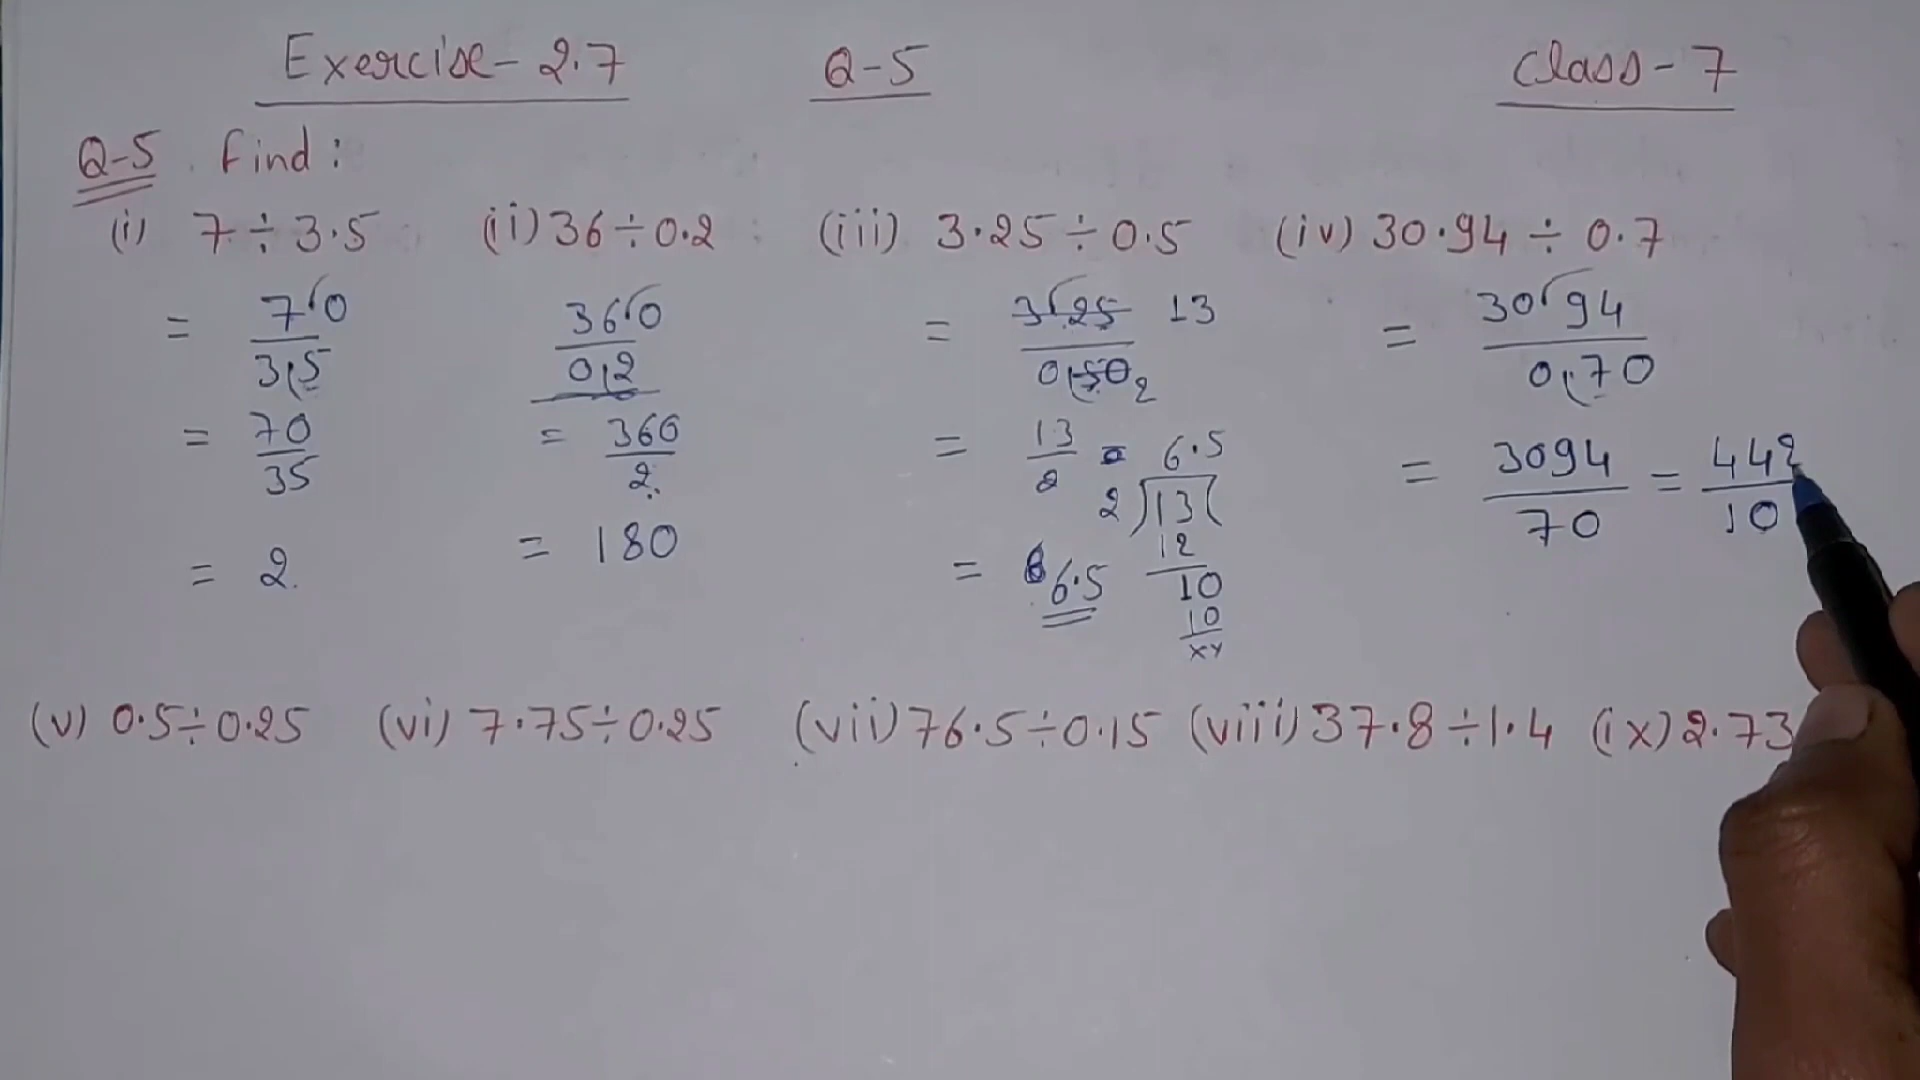 Exercise-2.7 Q-5 Class-7
Q-5. Find:
(i) 7÷3.5 (ii) 36÷0.2 (iii) 3.25÷0.5 (iv) 30.94÷0.7
= 7.0/3.5 36.0/0.2 = 3.25/0.50 13 2 = 30.94/0.70
= 70/35 = 360/2 = 13/2 = 6.5 = 3094/70 = 442/10
2)13(
12
= 2 = 180 = 6.5 10
10
xx
(v) 0.5÷0.25 (vi) 7.75÷0.25 (vii) 76.5÷0.15 (viii) 37.8÷1.4 (ix) 2.73